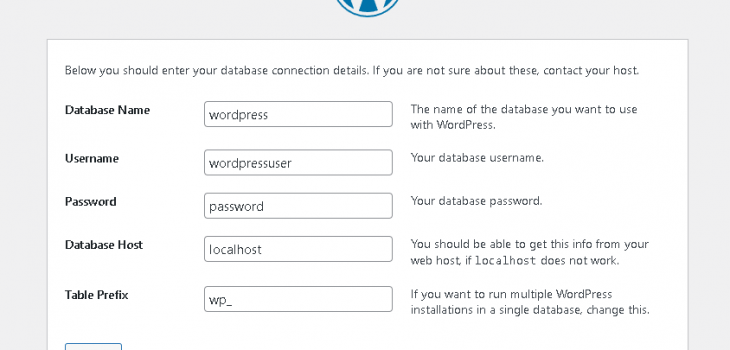 Below you should enter your database connection details. If you are not sure about these, contact your host.
Database Name
wordpress
The name of the database you want to use
with WordPress.
Username
wordpressuser
Your database username.
Password
password
Your database password.
Database Host
localhost
You should be able to get this info from your
web host, if localhost does not work.
Table Prefix
wp_
If you want to run multiple WordPress
installations in a single database, change this.